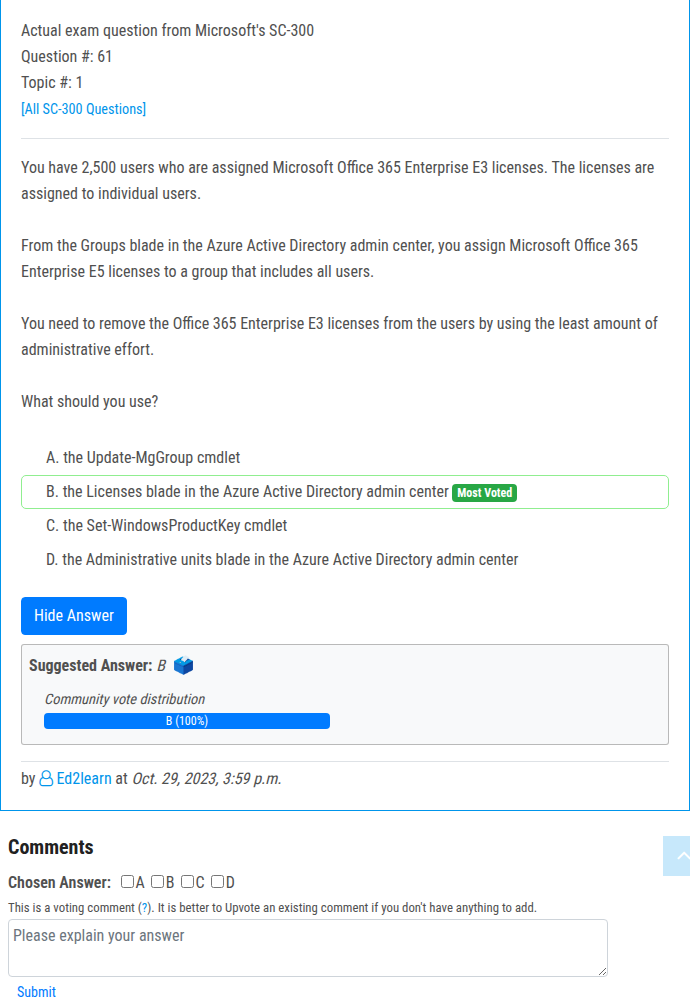 Actual exam question from Microsoft's SC-300
Question #: 61
Topic #: 1
[All SC-300 Questions]
You have 2,500 users who are assigned Microsoft Office 365 Enterprise E3 licenses. The licenses are
assigned to individual users.
From the Groups blade in the Azure Active Directory admin center, you assign Microsoft Office 365
Enterprise E5 licenses to a group that includes all users.
You need to remove the Office 365 Enterprise E3 licenses from the users by using the least amount of
administrative effort.
What should you use?
A. the Update-MgGroup cmdlet
B. the Licenses blade in the Azure Active Directory admin center Most Voted
C. the Set-WindowsProductKey cmdlet
D. the Administrative units blade in the Azure Active Directory admin center
Hide Answer
Suggested Answer: B
Community vote distribution
B (100%)
by Ed2learn at Oct. 29, 2023, 3:59 p.m.
Comments
Chosen Answer: A B C D
This is a voting comment (?). It is better to Upvote an existing comment if you don't have anything to add.
Please explain your answer
Submit